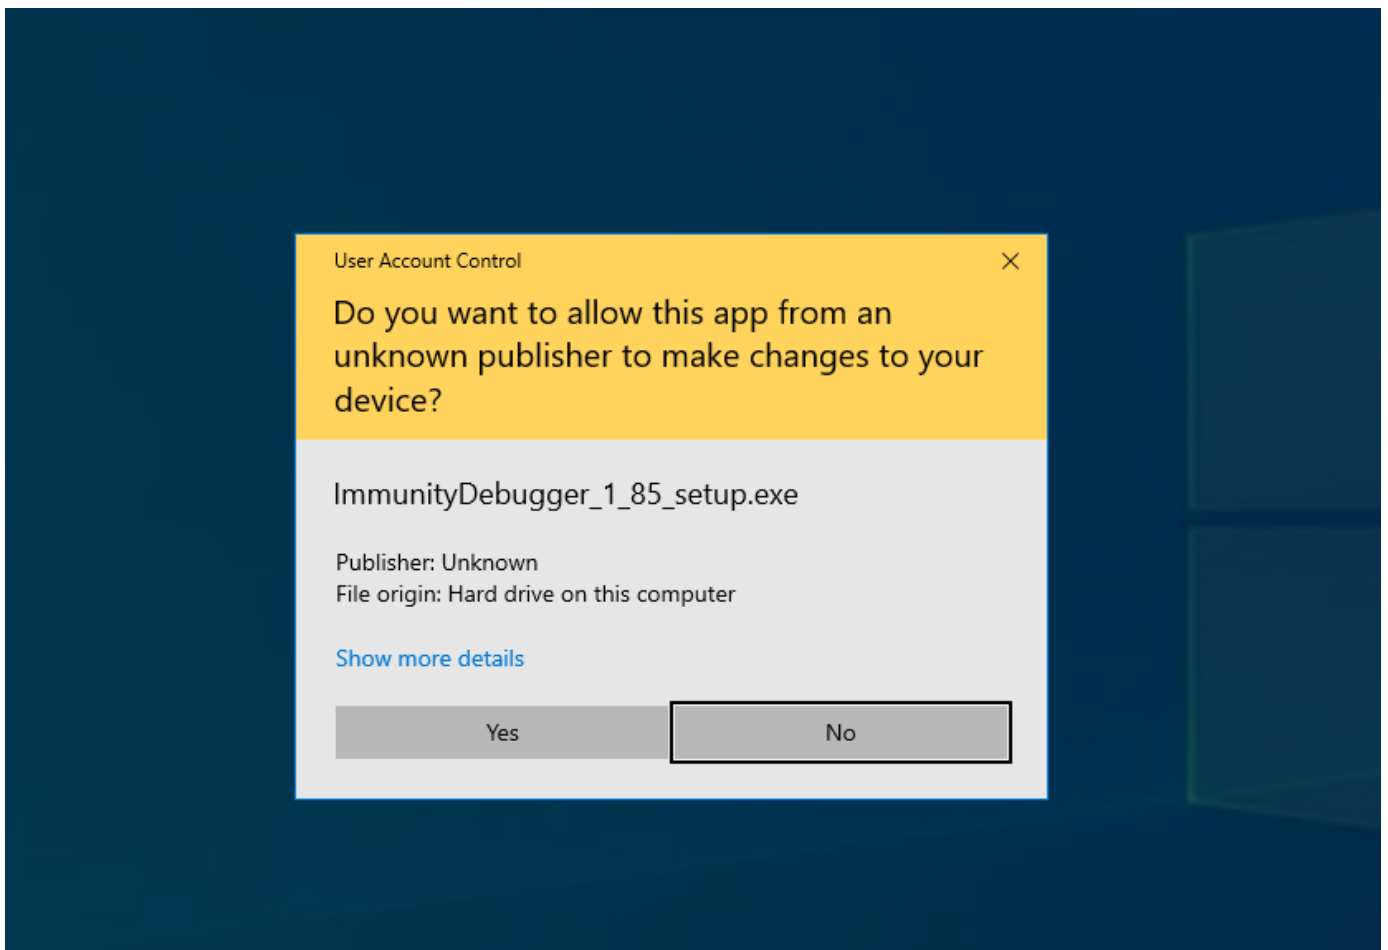 User Account Control
Do you want to allow this app from an
unknown publisher to make changes to your
device?
ImmunityDebugger_1_85_setup.exe
Publisher: Unknown
File origin: Hard drive on this computer
Show more details
Yes
No